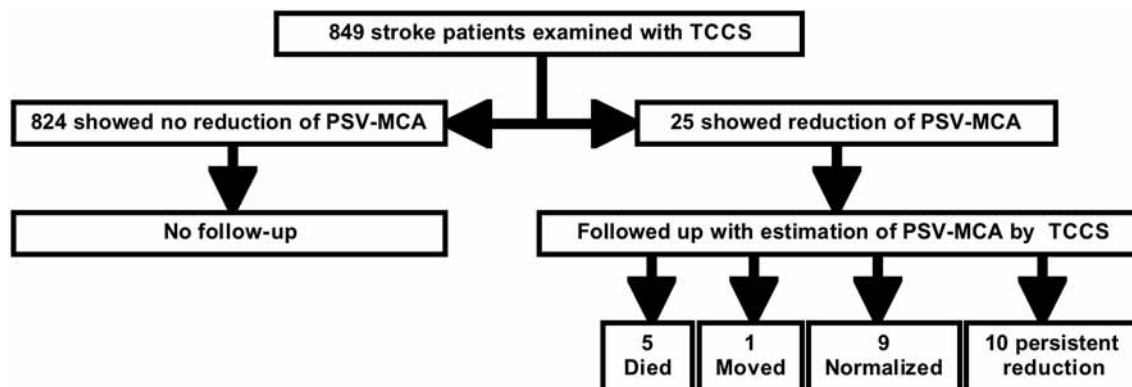 849 stroke patients examined with TCCS
824 showed no reduction of PSV-MCA
25 showed reduction of PSV-MCA
No follow-up
Followed up with estimation of PSV-MCA by TCCS
5
Died
1
Moved
9
Normalized
10 persistent
reduction